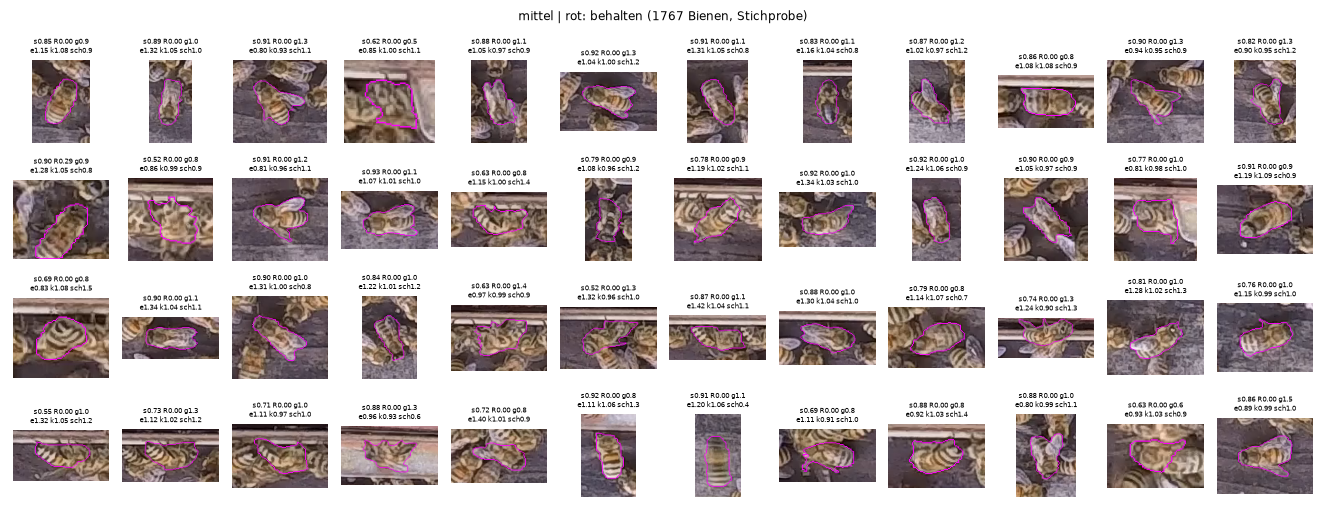 mittel | rot: behalten (1767 Bienen, Stichprobe)
s0.85 R0.00 g0.9
e1.15 k1.08 sch0.9
s0.89 R0.00 g1.0
e1.32 k1.05 sch1.0
s0.91 R0.00 g1.3
e0.80 k0.93 sch1.1
s0.62 R0.00 g0.5
e0.85 k1.00 sch1.1
s0.88 R0.00 g1.1
e1.05 k0.97 sch0.9
s0.92 R0.00 g1.3
e1.04 k1.00 sch1.2
s0.91 R0.00 g1.1
e1.31 k1.05 sch0.8
s0.83 R0.00 g1.1
e1.16 k1.04 sch0.8
s0.87 R0.00 g1.2
e1.02 k0.97 sch1.2
s0.86 R0.00 g0.8
e1.08 k1.08 sch0.9
s0.90 R0.00 g1.3
e0.94 k0.95 sch0.9
s0.82 R0.00 g1.3
e0.90 k0.95 sch1.2
s0.90 R0.29 g0.9
e1.28 k1.05 sch0.8
s0.52 R0.00 g0.8
e0.86 k0.99 sch0.9
s0.91 R0.00 g1.2
e0.81 k0.96 sch1.1
s0.93 R0.00 g1.1
e1.07 k1.01 sch1.0
s0.63 R0.00 g0.8
e1.15 k1.00 sch1.4
s0.79 R0.00 g0.9
e1.08 k0.96 sch1.2
s0.78 R0.00 g0.9
e1.19 k1.02 sch1.1
s0.92 R0.00 g1.0
e1.34 k1.03 sch1.0
s0.92 R0.00 g1.0
e1.24 k1.06 sch0.9
s0.90 R0.00 g0.9
e1.05 k0.97 sch0.9
s0.77 R0.00 g1.0
e0.81 k0.98 sch1.0
s0.91 R0.00 g0.9
e1.19 k1.09 sch0.9
s0.69 R0.00 g0.8
e0.83 k1.08 sch1.5
s0.90 R0.00 g1.1
e1.34 k1.04 sch1.1
s0.90 R0.00 g1.0
e1.31 k1.00 sch0.8
s0.84 R0.00 g1.0
e1.22 k1.01 sch1.2
s0.63 R0.00 g1.4
e0.97 k0.99 sch0.9
s0.52 R0.00 g1.3
e1.32 k0.96 sch1.0
s0.87 R0.00 g1.1
e1.42 k1.04 sch1.1
s0.88 R0.00 g1.0
e1.30 k1.04 sch1.0
s0.79 R0.00 g0.8
e1.14 k1.07 sch0.7
s0.74 R0.00 g1.3
e1.24 k0.90 sch1.3
s0.81 R0.00 g1.0
e1.28 k1.02 sch1.3
s0.76 R0.00 g1.0
e1.15 k0.99 sch1.0
s0.55 R0.00 g1.0
e1.32 k1.05 sch1.2
s0.73 R0.00 g1.3
e1.12 k1.02 sch1.2
s0.71 R0.00 g1.0
e1.11 k0.97 sch1.0
s0.88 R0.00 g1.3
e0.96 k0.93 sch0.6
s0.72 R0.00 g0.8
e1.40 k1.01 sch0.9
s0.92 R0.00 g0.8
e1.11 k1.06 sch1.3
s0.91 R0.00 g1.1
e1.20 k1.06 sch0.4
s0.69 R0.00 g0.8
e1.11 k0.91 sch1.0
s0.88 R0.00 g0.8
e0.92 k1.03 sch1.4
s0.88 R0.00 g1.0
e0.80 k0.99 sch1.1
s0.63 R0.00 g0.6
e0.93 k1.03 sch0.9
s0.86 R0.00 g1.5
e0.89 k0.99 sch1.0